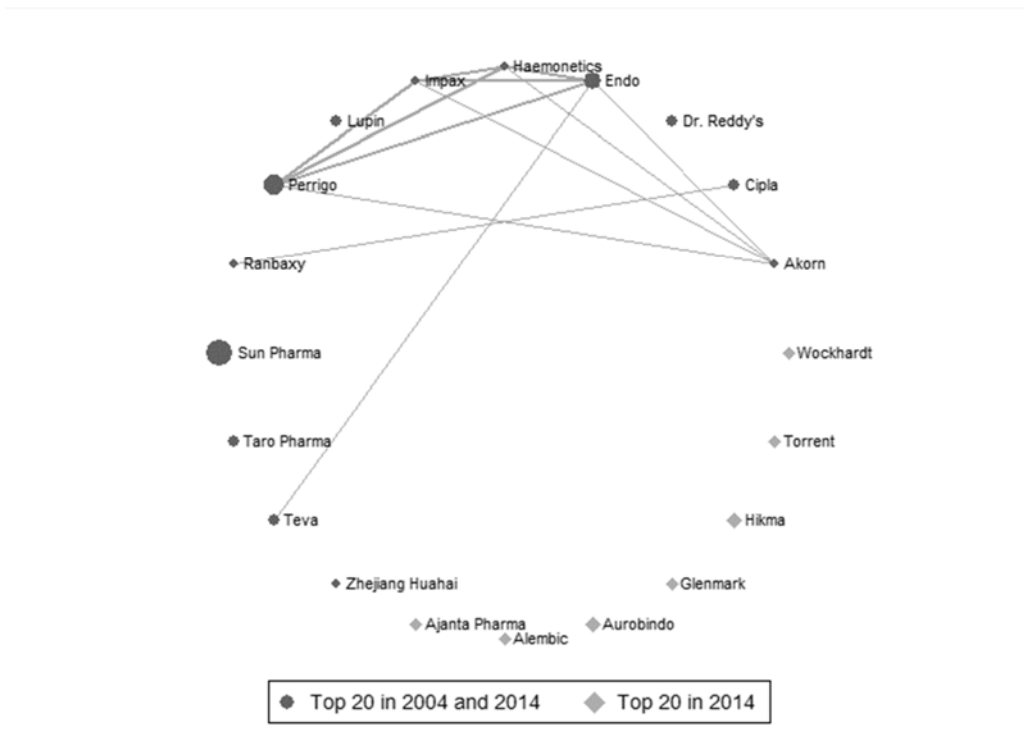 Haemonetics
Impax
Endo
Lupin
Dr. Reddy's
Perrigo
Cipla
Ranbaxy
Akorn
Sun Pharma
Wockhardt
Taro Pharma
Torrent
Teva
Hikma
Zhejiang Huahai
Glenmark
Ajanta Pharma
Aurobindo
Alembic
Top 20 in 2004 and 2014
Top 20 in 2014